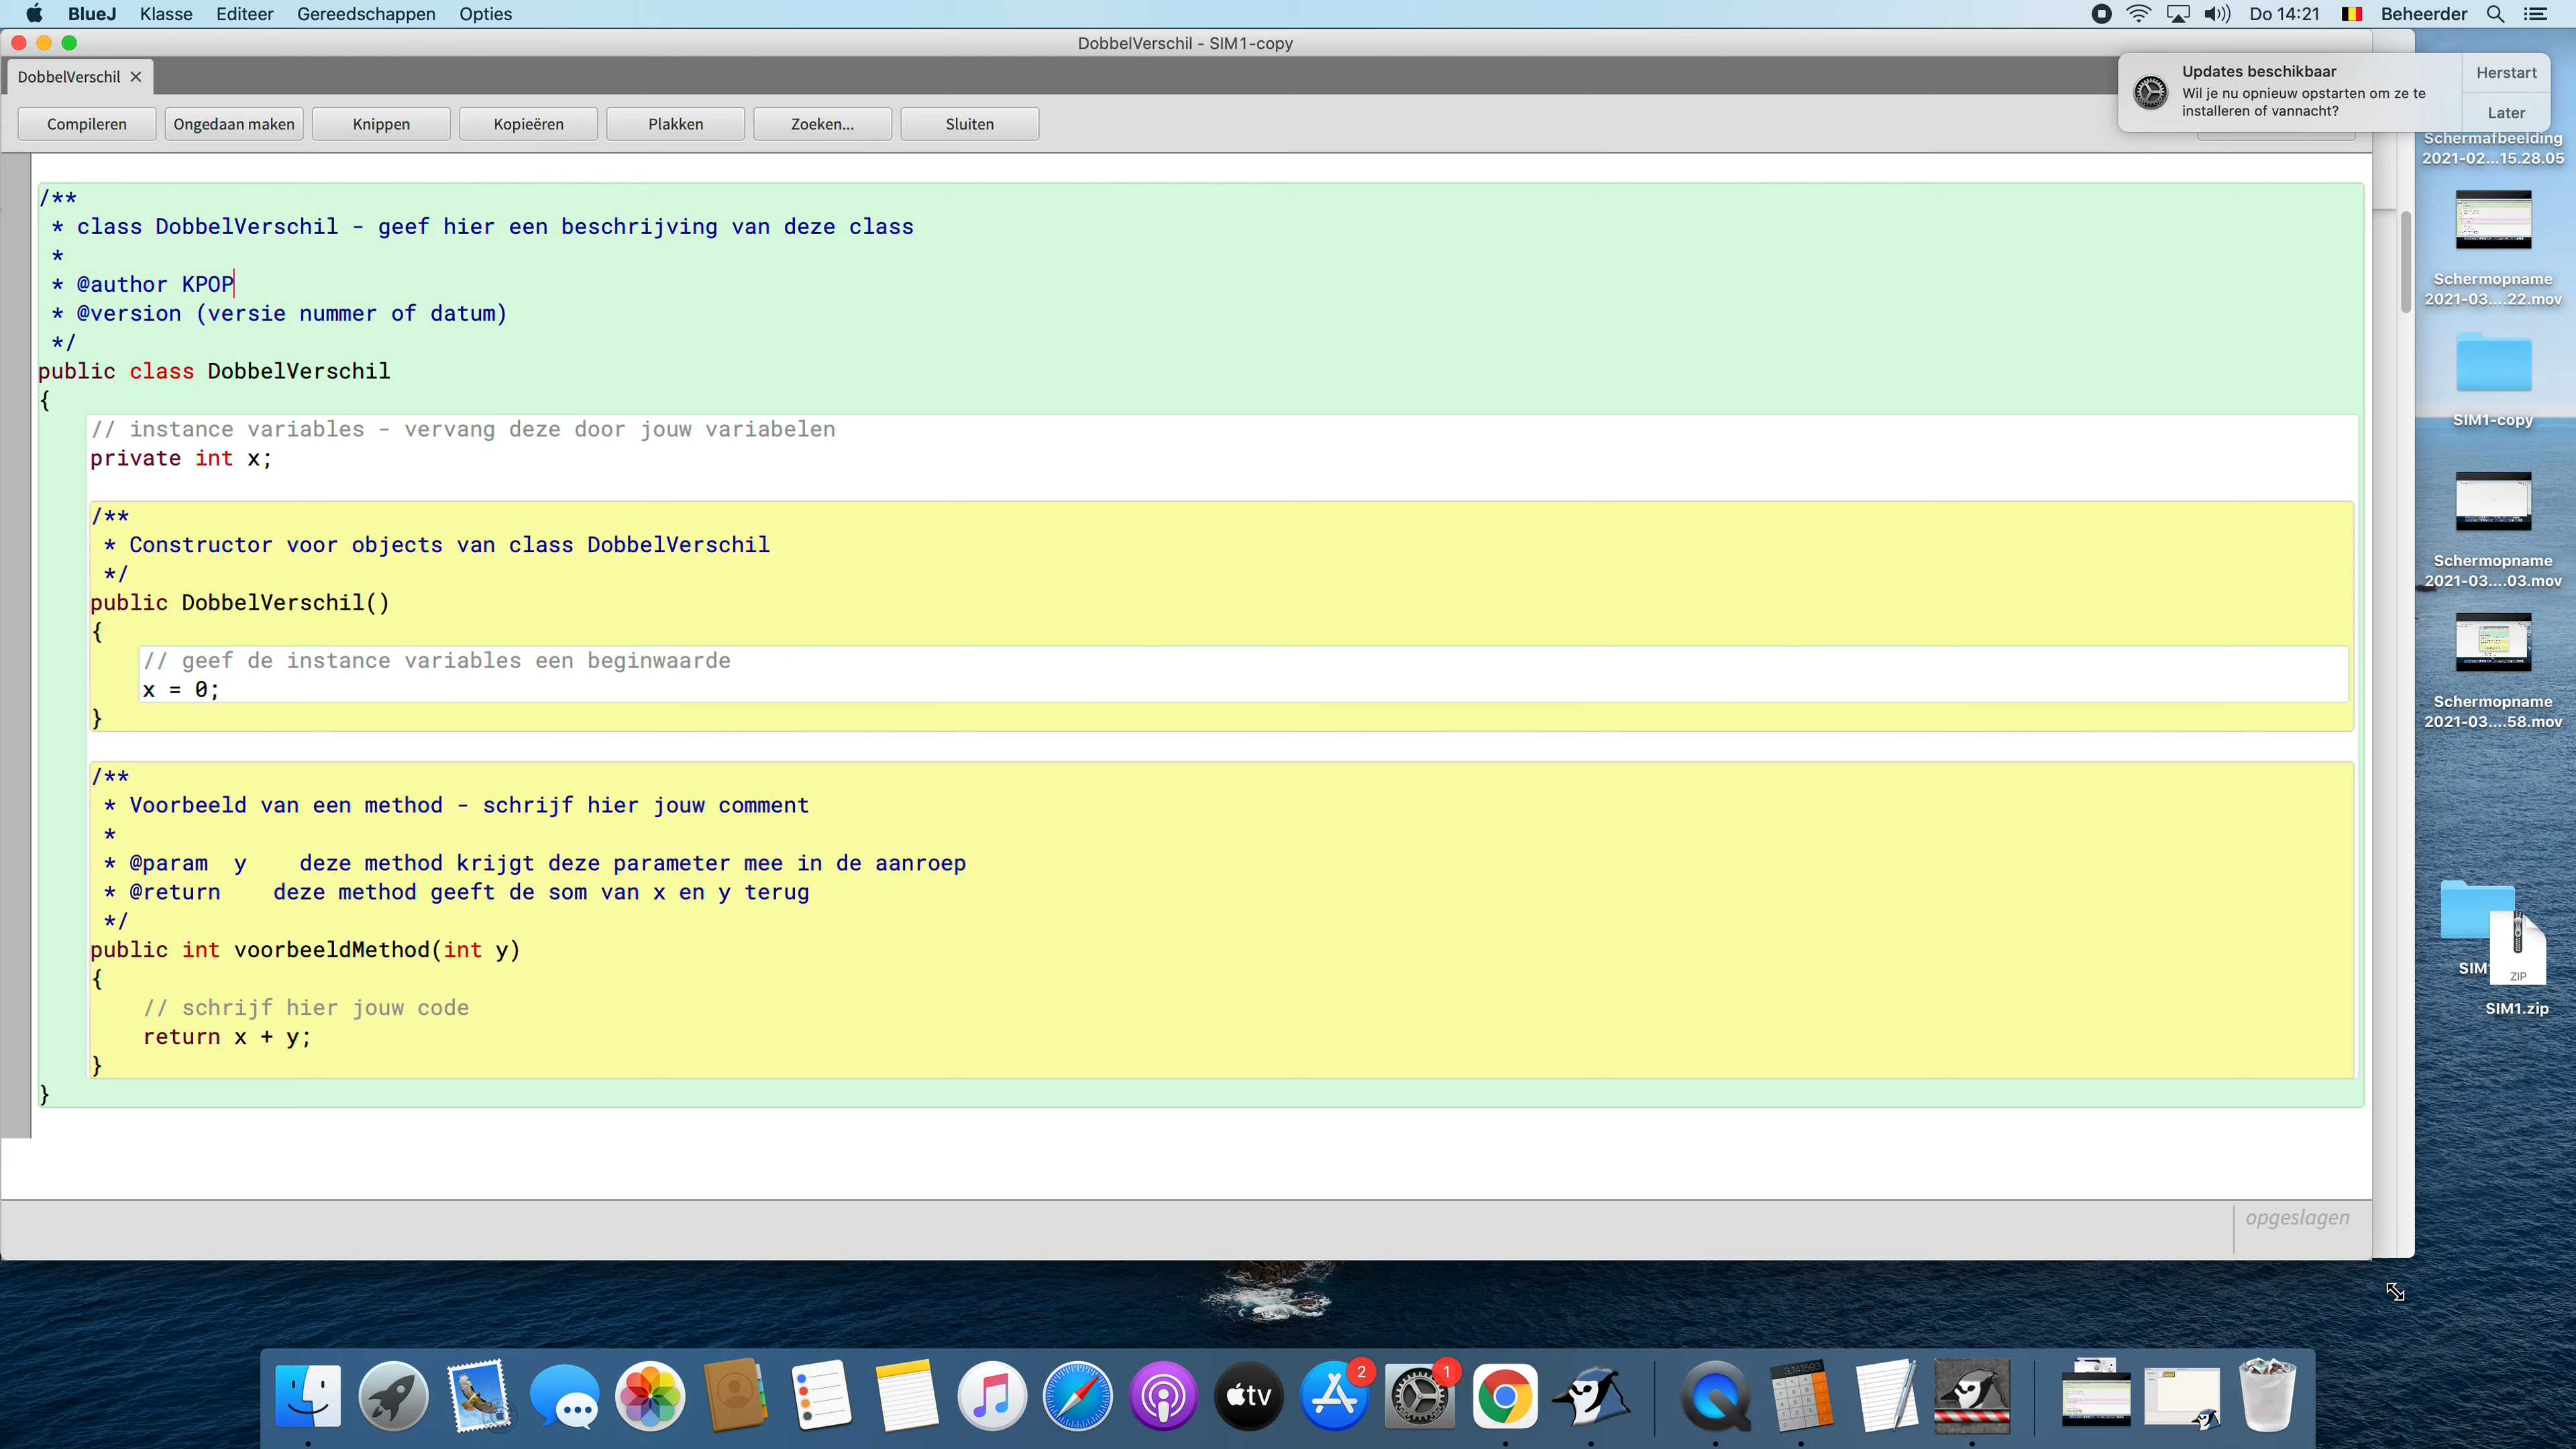 BlueJ Klasse Editeer Gereedschappen Opties Do 14:21 Beheerder
DobbelVerschil - SIM1-copy
DobbelVerschil
Updates beschikbaar Herstart
Wil je nu opnieuw opstarten om ze te
installeren of vannacht? Later
Compileren Ongedaan maken Knippen Kopiëren Plakken Zoeken... Sluiten
/**
* class DobbelVerschil - geef hier een beschrijving van deze class
*
* @author KPOP
* @version (versie nummer of datum)
*/
public class DobbelVerschil
{
// instance variables - vervang deze door jouw variabelen
private int x;
/**
* Constructor voor objects van class DobbelVerschil
*/
public DobbelVerschil()
{
// geef de instance variables een beginwaarde
x = 0;
}
/**
* Voorbeeld van een method - schrijf hier jouw comment
*
* @param  y    deze method krijgt deze parameter mee in de aanroep
* @return    deze method geeft de som van x en y terug
*/
public int voorbeeldMethod(int y)
{
// schrijf hier jouw code
return x + y;
}
}
opgeslagen
Schermafbeelding
2021-02...15.28.05
Schermopname
2021-03....22.mov
SIM1-copy
Schermopname
2021-03....03.mov
Schermopname
2021-03....58.mov
ZIP
SIM1.zip
3,141593
tv
2
1